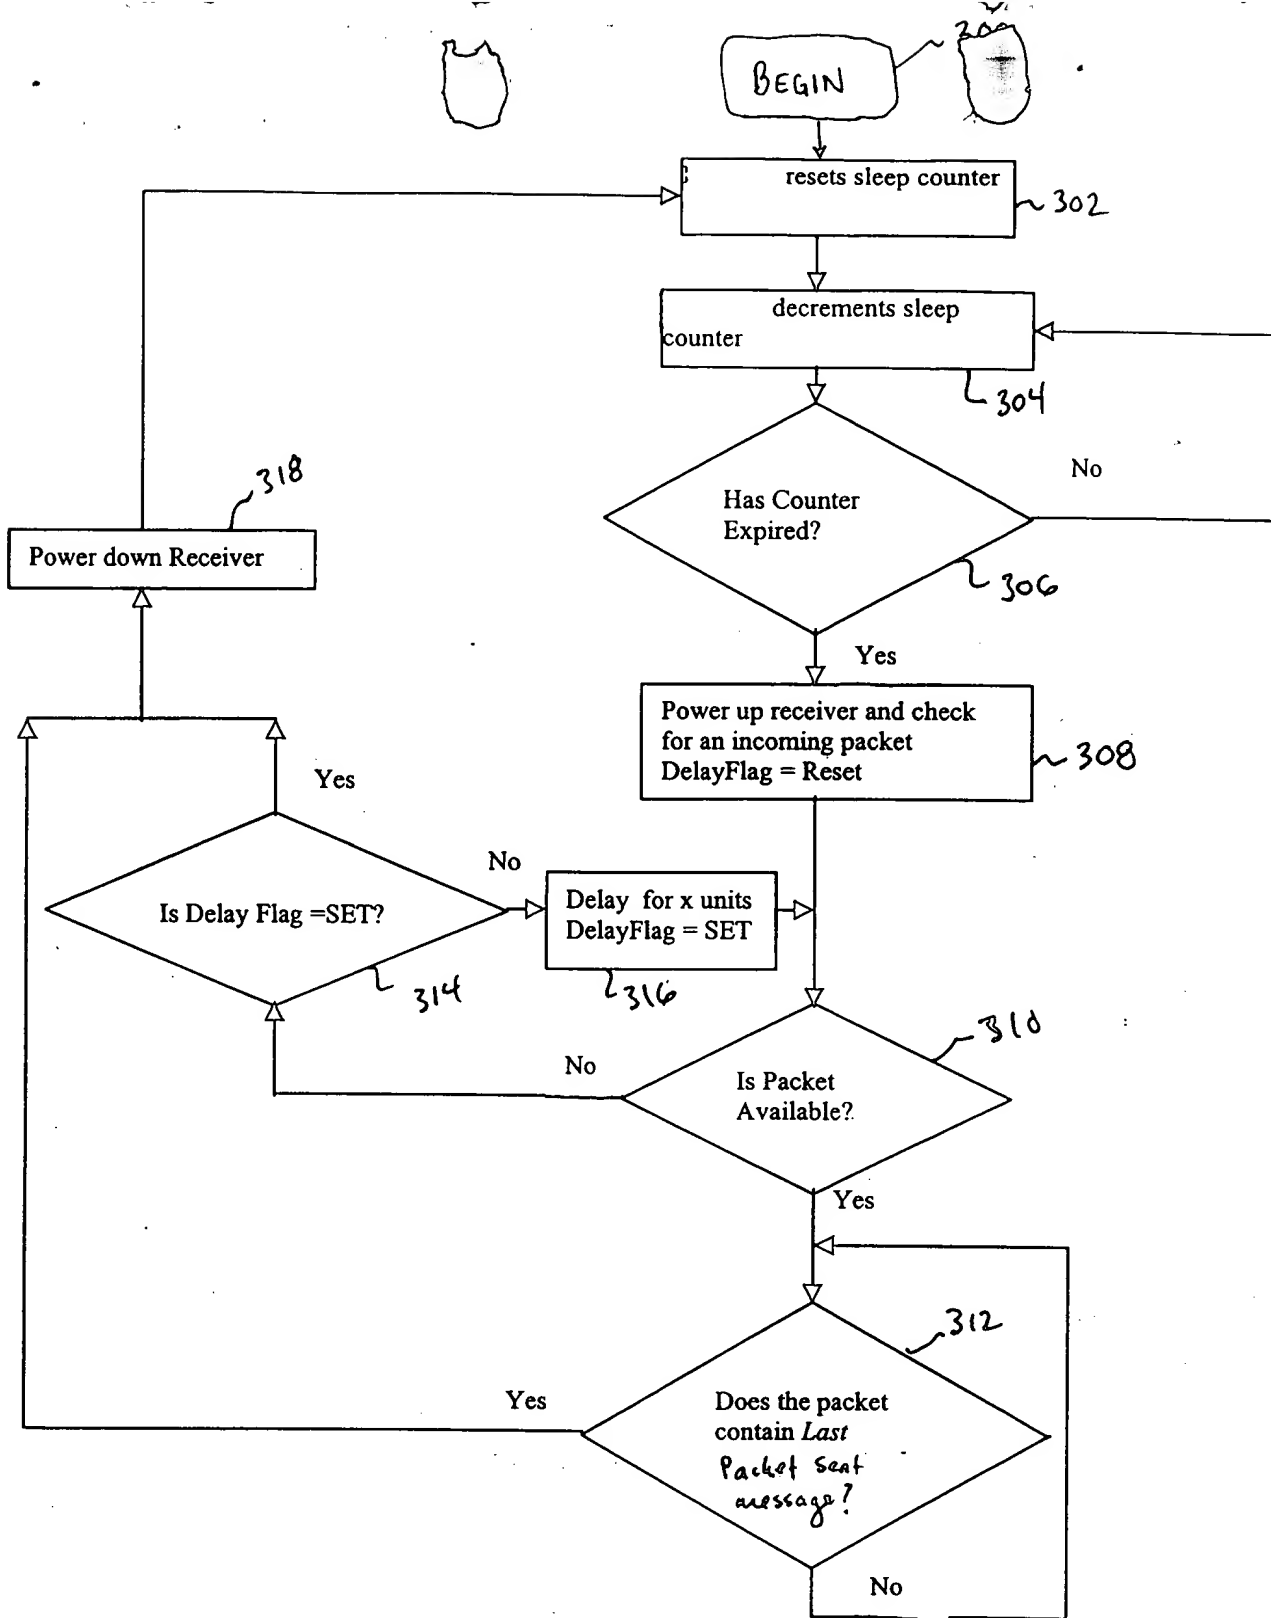 BEGIN
resets sleep counter
302
decrements sleep
counter
304
No
Has Counter
Expired?
306
318
Power down Receiver
Yes
Power up receiver and check
for an incoming packet
DelayFlag = Reset
308
Yes
No
Is Delay Flag =SET?
314
Delay for x units
DelayFlag = SET
316
310
No
Is Packet
Available?
Yes
312
Yes
Does the packet
contain Last
Packet sent
message?
No